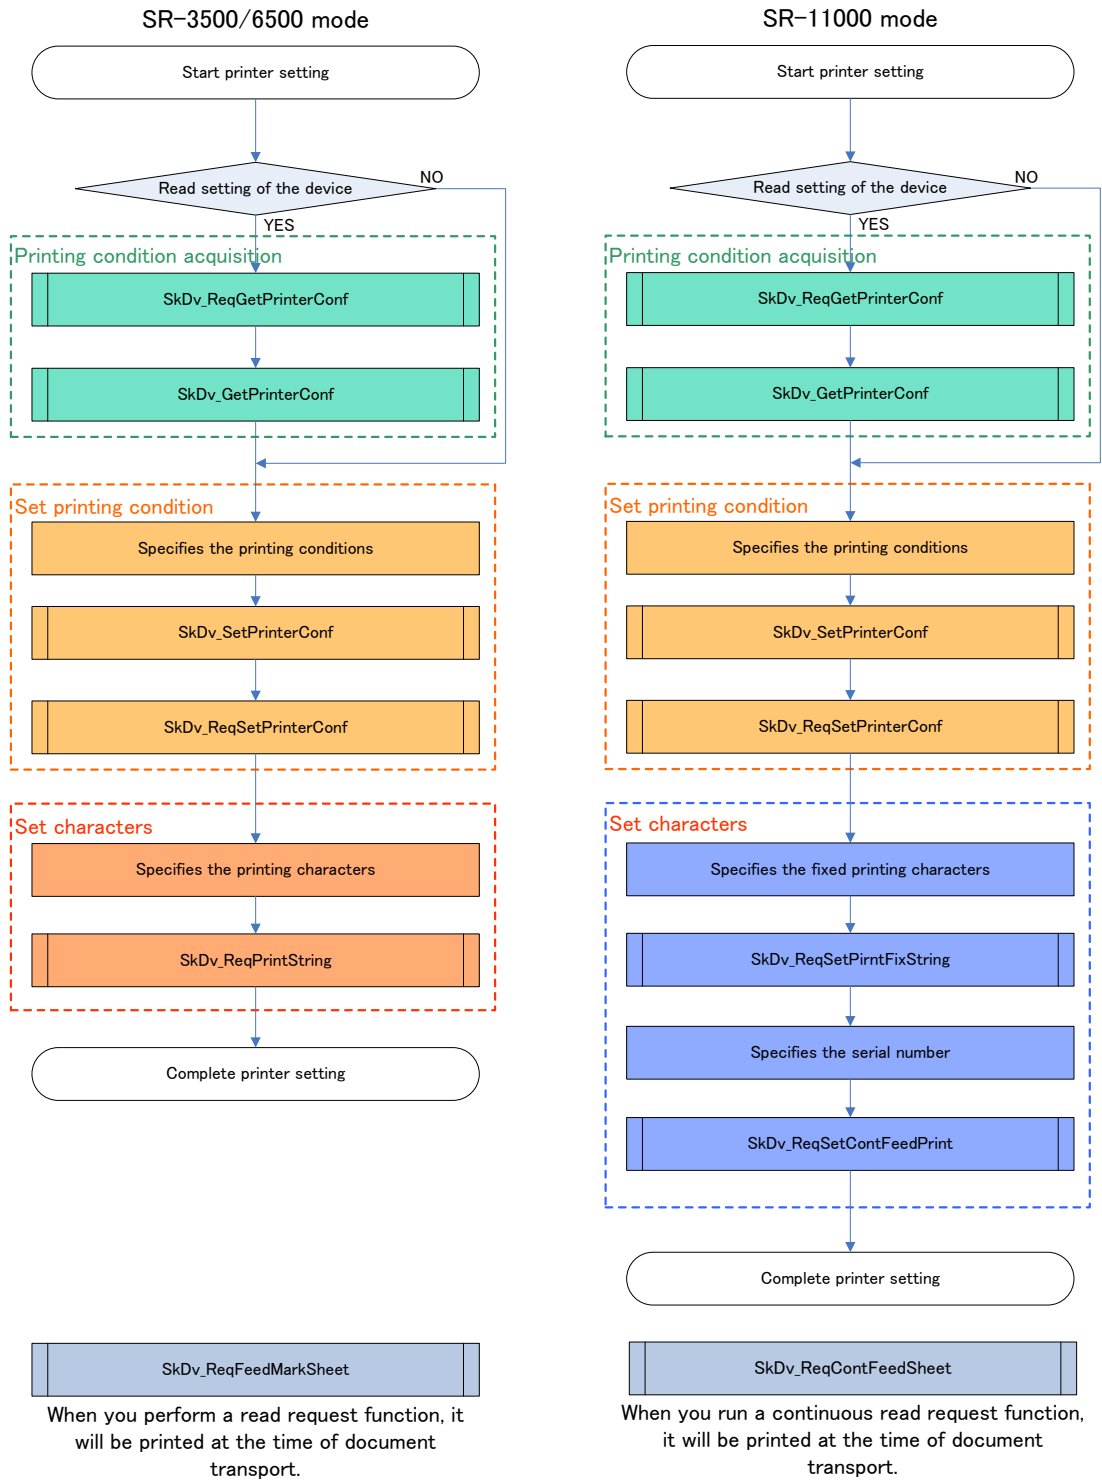 SR-3500/6500 mode
Start printer setting
Read setting of the device
NO
YES
Printing condition acquisition
SkDv_ReqGetPrinterConf
SkDv_GetPrinterConf
Set printing condition
Specifies the printing conditions
SkDv_SetPrinterConf
SkDv_ReqSetPrinterConf
Set characters
Specifies the printing characters
SkDv_ReqPrintString
Complete printer setting
SkDv_ReqFeedMarkSheet
When you perform a read request function, it
will be printed at the time of document
transport.
SR-11000 mode
Start printer setting
Read setting of the device
NO
YES
Printing condition acquisition
SkDv_ReqGetPrinterConf
SkDv_GetPrinterConf
Set printing condition
Specifies the printing conditions
SkDv_SetPrinterConf
SkDv_ReqSetPrinterConf
Set characters
Specifies the fixed printing characters
SkDv_ReqSetPirntFixString
Specifies the serial number
SkDv_ReqSetContFeedPrint
Complete printer setting
SkDv_ReqContFeedSheet
When you run a continuous read request function,
it will be printed at the time of document
transport.